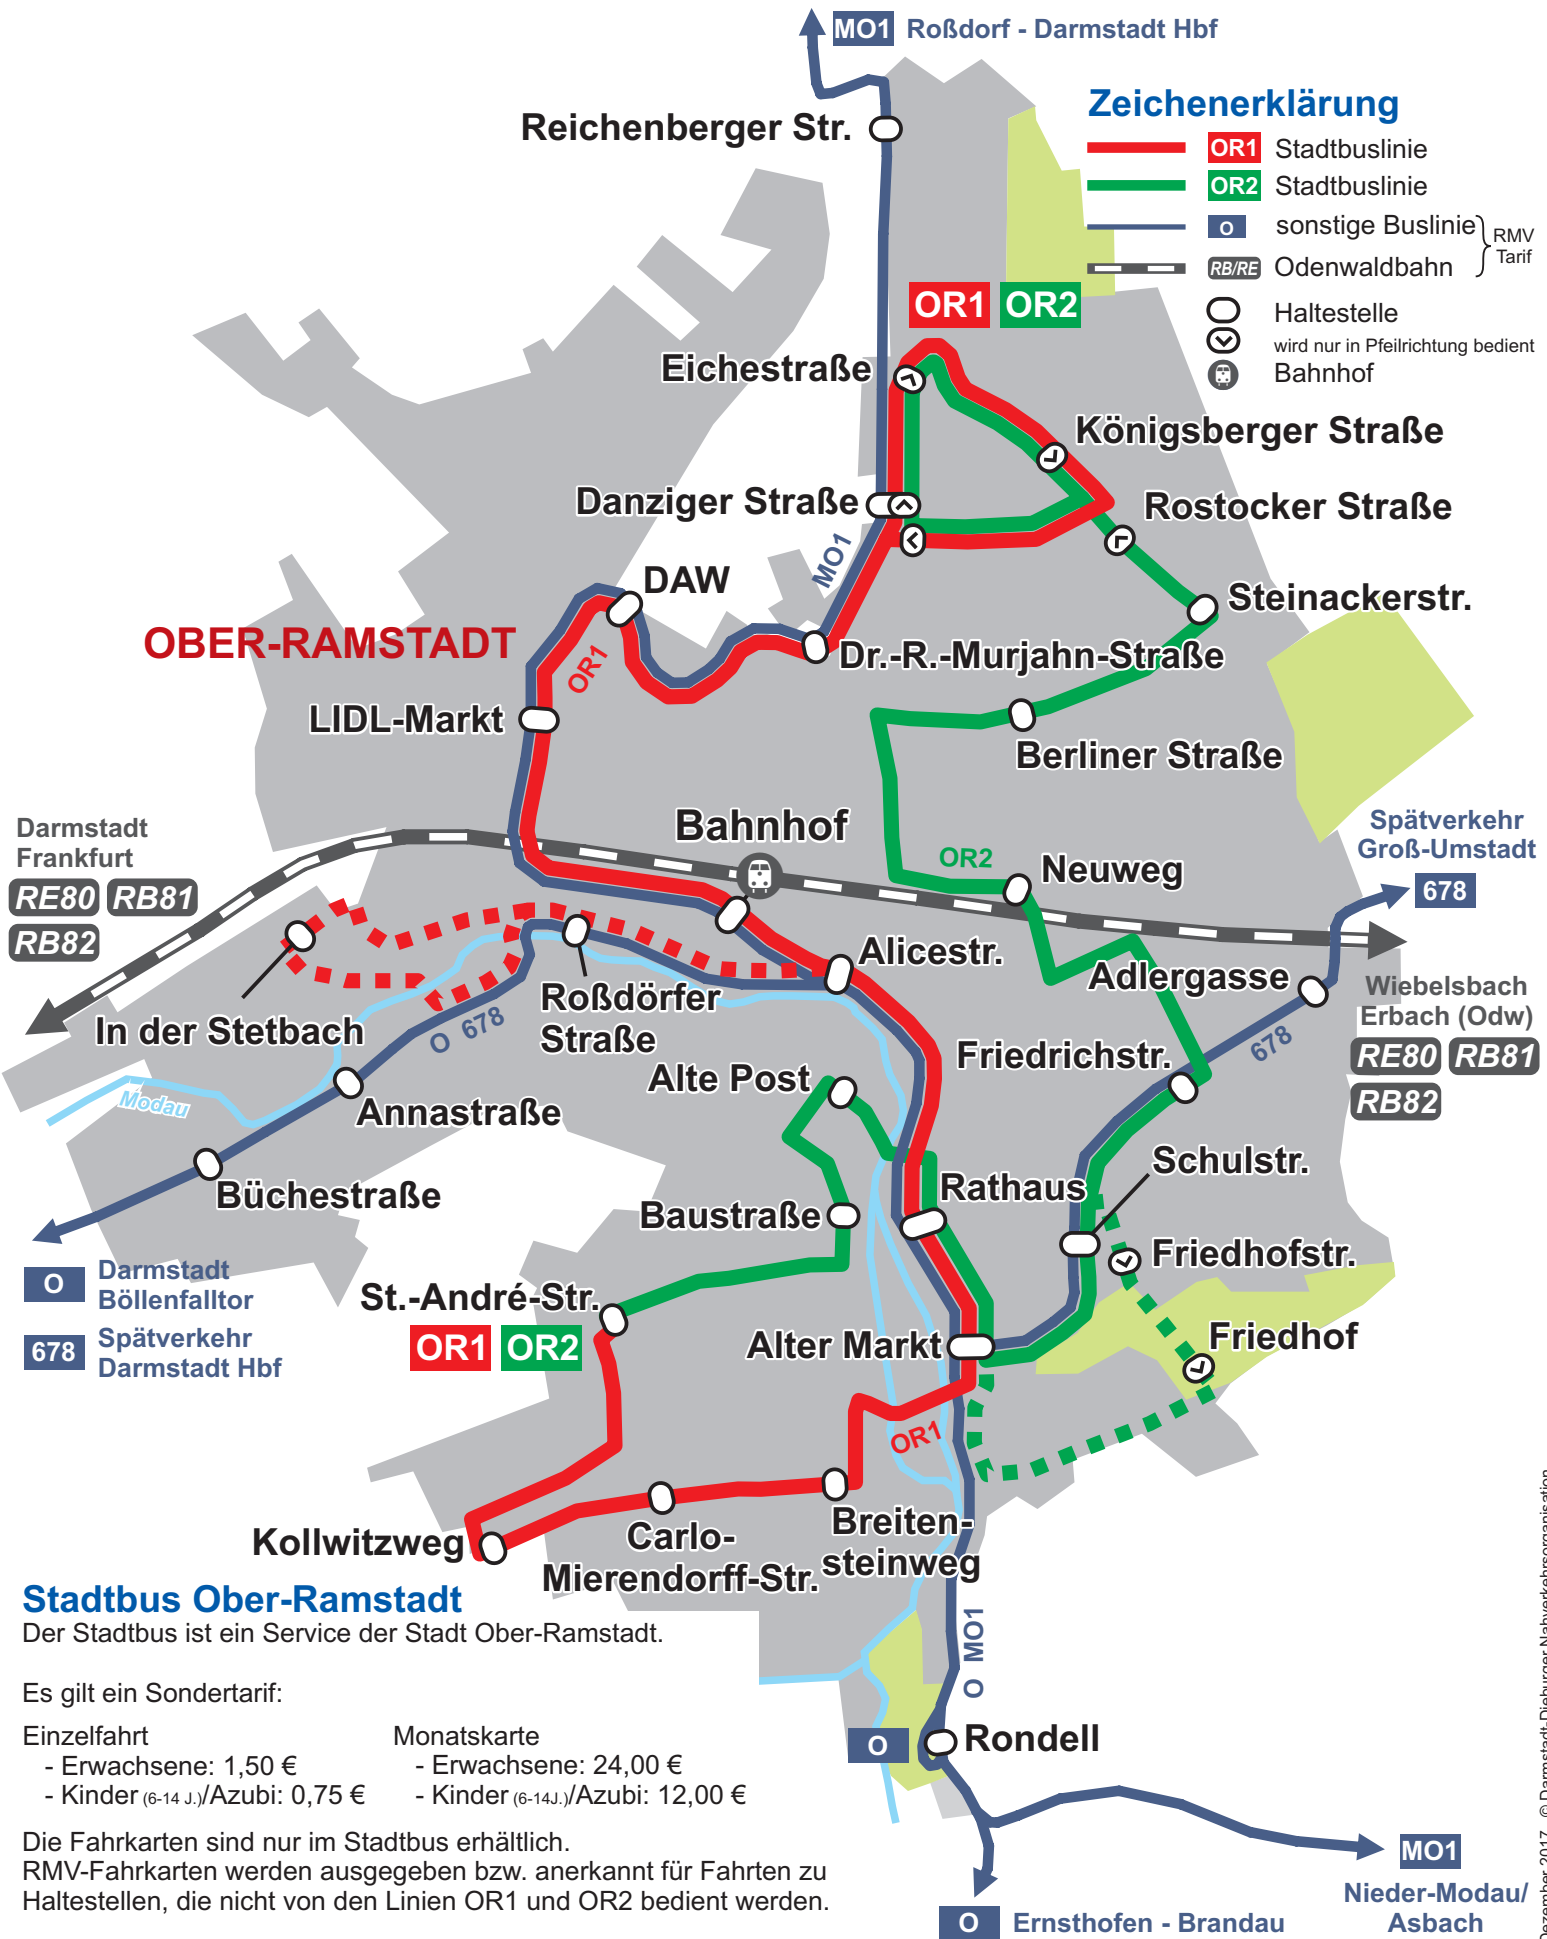 MO1 Roßdorf - Darmstadt Hbf
Zeichenerklärung
OR1 Stadtbuslinie
OR2 Stadtbuslinie
O sonstige Buslinie
RB/RE Odenwaldbahn
RMV
Tarif
Haltestelle
wird nur in Pfeilrichtung bedient
Bahnhof
Reichenberger Str.
OR1 OR2
Eichestraße
Königsberger Straße
Danziger Straße
Rostocker Straße
MO1
DAW
Steinackerstr.
OBER-RAMSTADT
OR1
Dr.-R.-Murjahn-Straße
LIDL-Markt
Berliner Straße
Darmstadt
Frankfurt
RE80 RB81
RB82
Bahnhof
OR2
Neuweg
Spätverkehr
Groß-Umstadt
678
Alicestr.
Adlergasse
Wiebelsbach
Erbach (Odw)
RE80 RB81
RB82
In der Stetbach
Roßdörfer
Straße
O 678
678
Friedrichstr.
Alte Post
Modau
Annastraße
Schulstr.
Büchestraße
Rathaus
Baustraße
Friedhofstr.
O Darmstadt
Böllenfalltor
678 Spätverkehr
Darmstadt Hbf
St.-André-Str.
OR1 OR2
Alter Markt
Friedhof
OR1
Kollwitzweg
Carlo-
Mierendorff-Str.
Breiten-
steinweg
Stadtbus Ober-Ramstadt
Der Stadtbus ist ein Service der Stadt Ober-Ramstadt.
Es gilt ein Sondertarif:
Einzelfahrt
- Erwachsene: 1,50 €
- Kinder (6-14 J.)/Azubi: 0,75 €
Monatskarte
- Erwachsene: 24,00 €
- Kinder (6-14J.)/Azubi: 12,00 €
Die Fahrkarten sind nur im Stadtbus erhältlich.
RMV-Fahrkarten werden ausgegeben bzw. anerkannt für Fahrten zu
Haltestellen, die nicht von den Linien OR1 und OR2 bedient werden.
O MO1
O
Rondell
MO1
Nieder-Modau/
Asbach
O Ernsthofen - Brandau
Dezember 2017 © Darmstadt-Dieburger Nahverkehrsorganisation